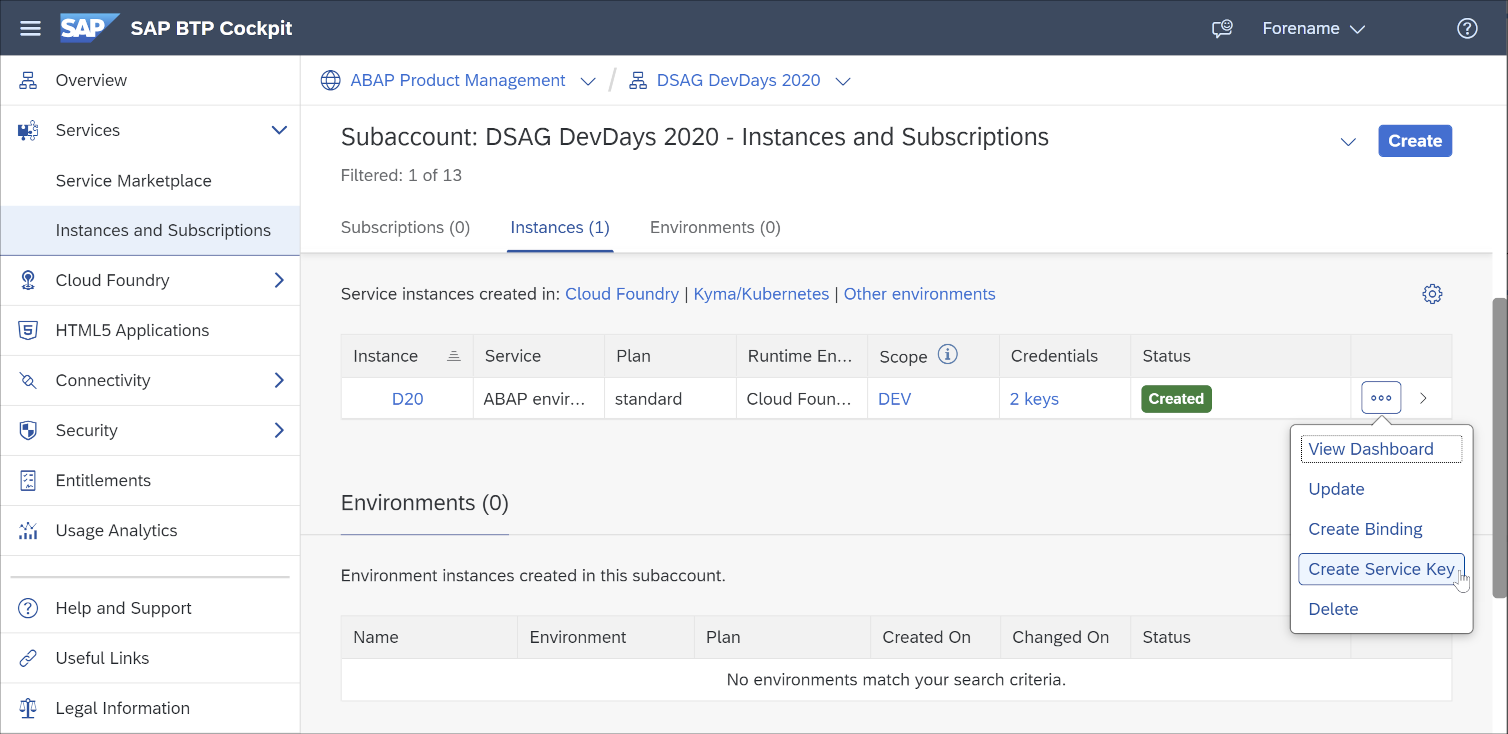 SAP SAP BTP Cockpit
Forename
Overview
Services
Service Marketplace
Instances and Subscriptions
Cloud Foundry
HTML5 Applications
Connectivity
Security
Entitlements
Usage Analytics
Help and Support
Useful Links
Legal Information
ABAP Product Management / DSAG DevDays 2020
Subaccount: DSAG DevDays 2020 - Instances and Subscriptions
Create
Filtered: 1 of 13
Subscriptions (0) Instances (1) Environments (0)
Service instances created in: Cloud Foundry | Kyma/Kubernetes | Other environments
Instance Service Plan Runtime En... Scope Credentials Status
D20 ABAP envir... standard Cloud Foun... DEV 2 keys Created
View Dashboard
Update
Create Binding
Create Service Key
Delete
Environments (0)
Environment instances created in this subaccount.
Name Environment Plan Created On Changed On Status
No environments match your search criteria.